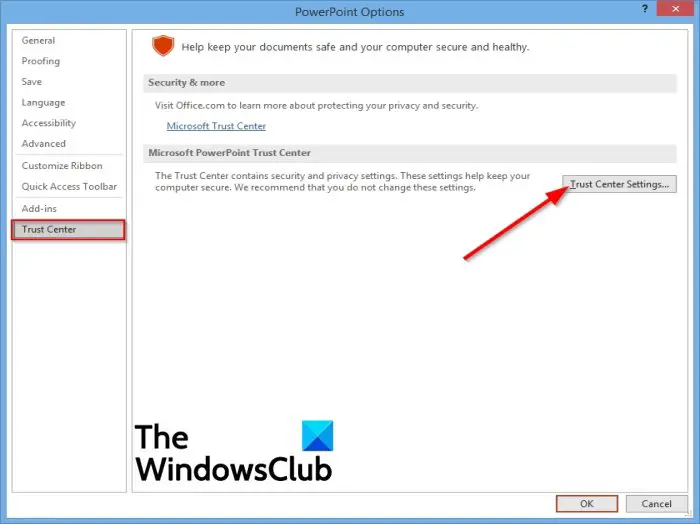 PowerPoint Options
?
General
Proofing
Save
Language
Accessibility
Advanced
Customize Ribbon
Quick Access Toolbar
Add-ins
Trust Center
Help keep your documents safe and your computer secure and healthy.
Security & more
Visit Office.com to learn more about protecting your privacy and security.
Microsoft Trust Center
Microsoft PowerPoint Trust Center
The Trust Center contains security and privacy settings. These settings help keep your
computer secure. We recommend that you do not change these settings.
Trust Center Settings...
The
WindowsClub
OK
Cancel